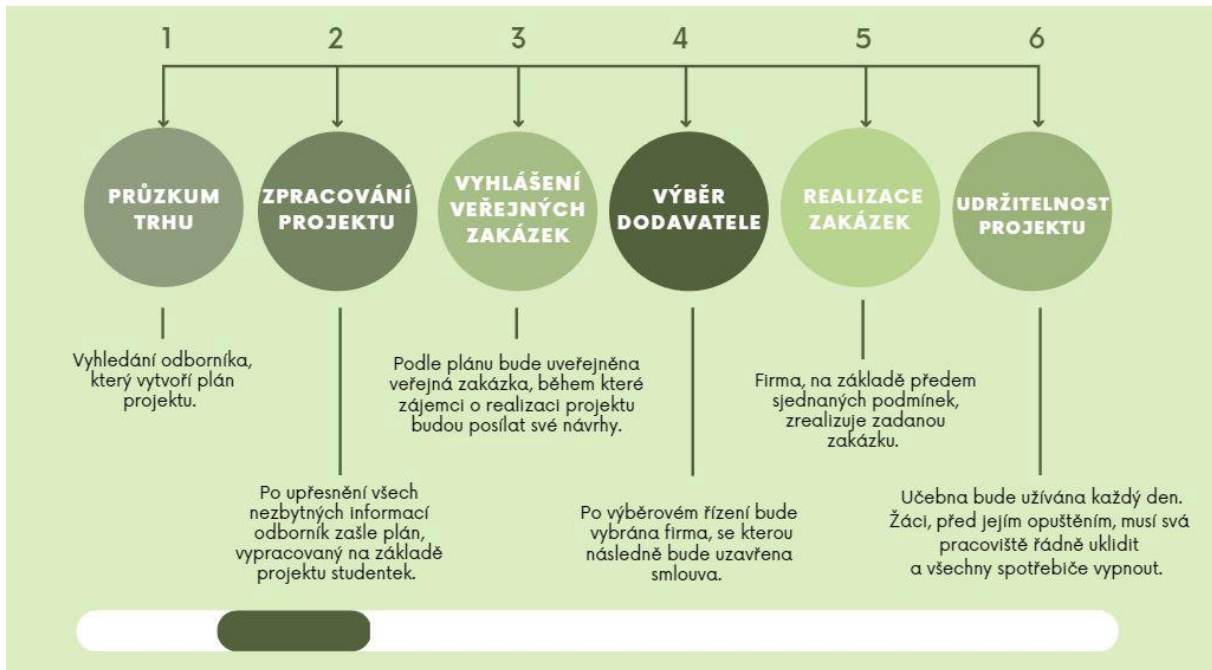 1
2
3
4
5
6
PRŮZKUM
TRHU
ZPRACOVÁNÍ
PROJEKTU
VYHLÁŠENÍ
VEŘEJNÝCH
ZAKÁZEK
VÝBĚR
DODAVATELE
REALIZACE
ZAKÁZEK
UDRŽITELNOST
PROJEKTU
Vyhledání odborníka,
který vytvoří plán
projektu.
Po upřesnění všech
nezbytných informací
odborník zašle plán,
vypracovaný na základě
projektu studentek.
Podle plánu bude uveřejněna
veřejná zakázka, během které
zájemci o realizaci projektu
budou posílat své návrhy.
Po výběrovém řízení bude
vybrána firma, se kterou
následně bude uzavřena
smlouva.
Firma, na základě předem
sjednaných podmínek,
zrealizuje zadanou
zakázku.
Učebna bude užívána každý den.
Žáci, před jejím opuštěním, musí svá
pracoviště řádně uklidit
a všechny spotřebiče vypnout.